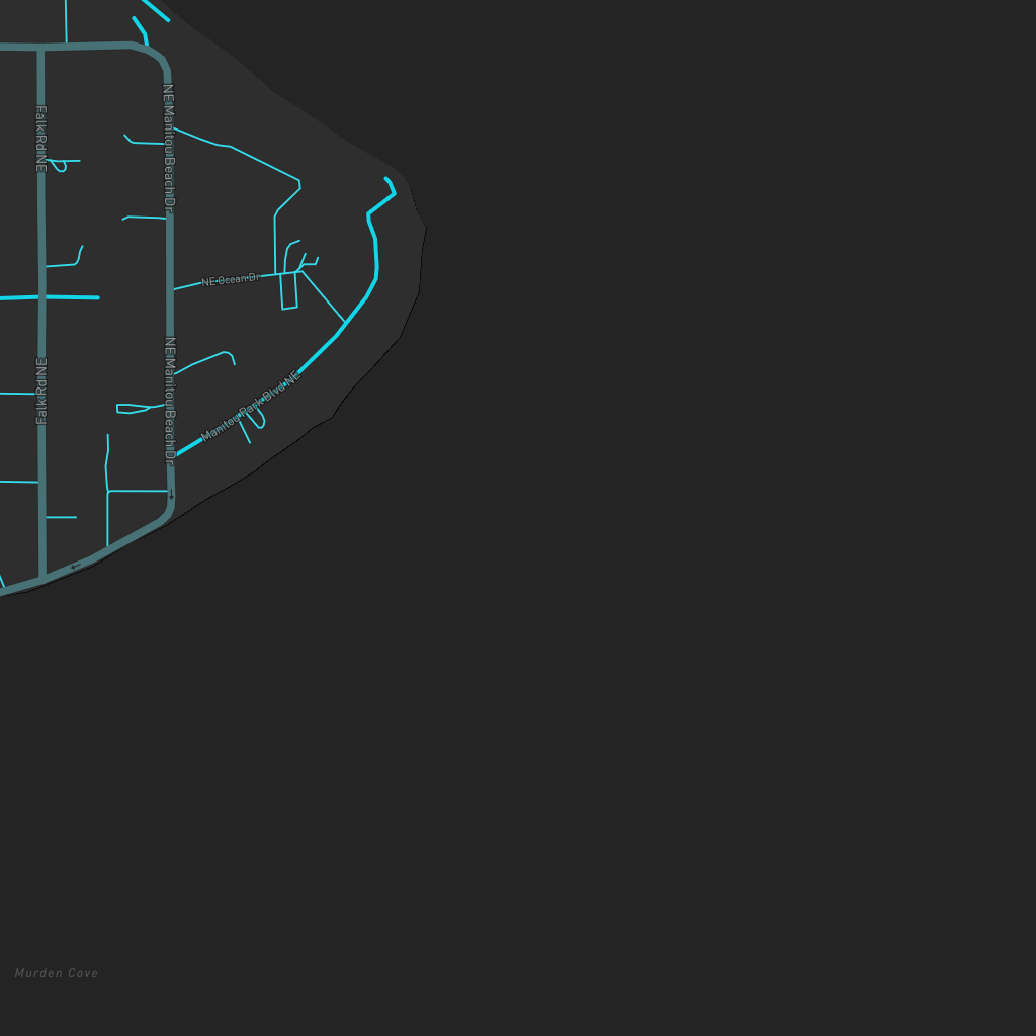 NE Manitou Beach Dr
Falk Rd NE
NE Ocean Dr
NE Manitou Beach Dr
Falk Rd NE
Manitou Park Blvd NE
Murden Cove